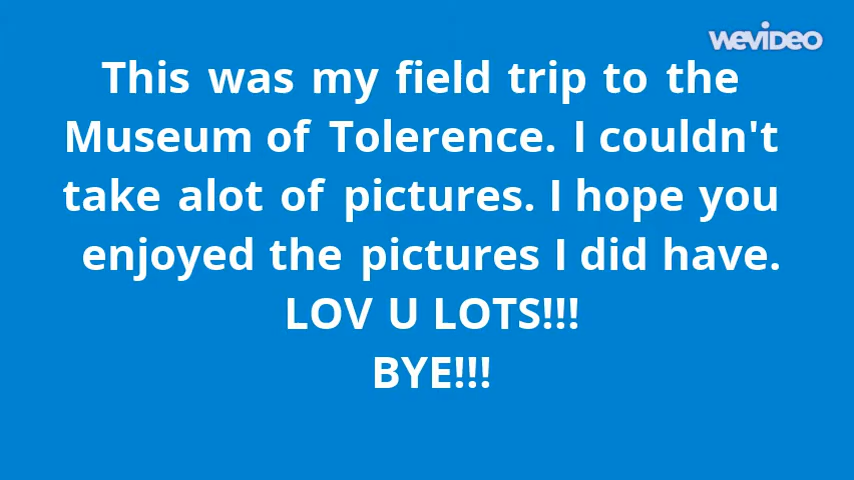 wevideo
This was my field trip to the
Museum of Tolerence. I couldn't
take alot of pictures. I hope you
enjoyed the pictures I did have.
LOV U LOTS!!!
BYE!!!